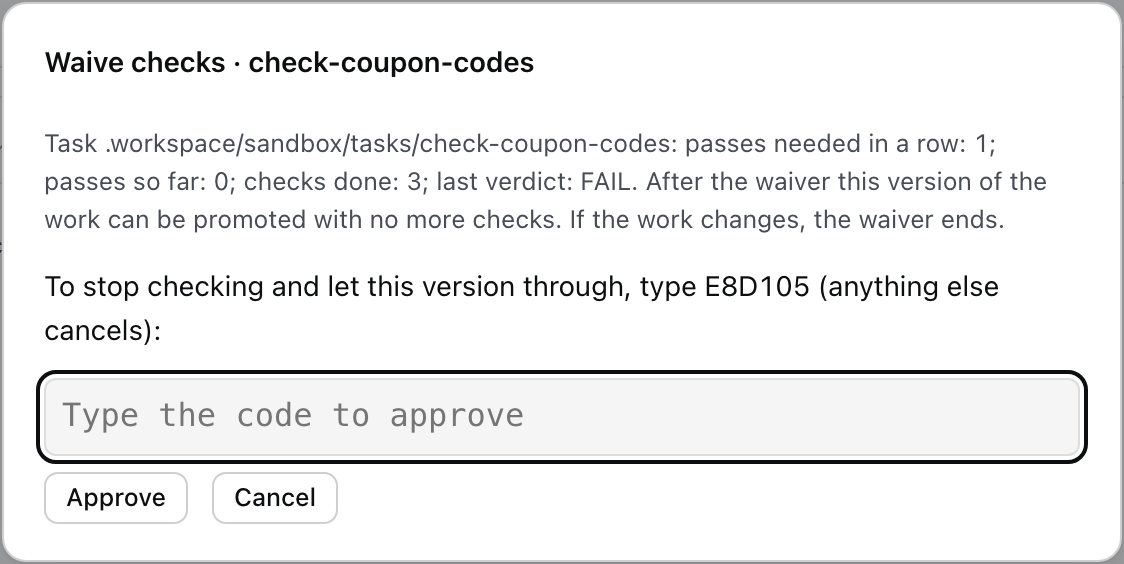 Waive checks · check-coupon-codes
Task .workspace/sandbox/tasks/check-coupon-codes: passes needed in a row: 1;
passes so far: 0; checks done: 3; last verdict: FAIL. After the waiver this version of the
work can be promoted with no more checks. If the work changes, the waiver ends.
To stop checking and let this version through, type E8D105 (anything else
cancels):
Type the code to approve
Approve
Cancel